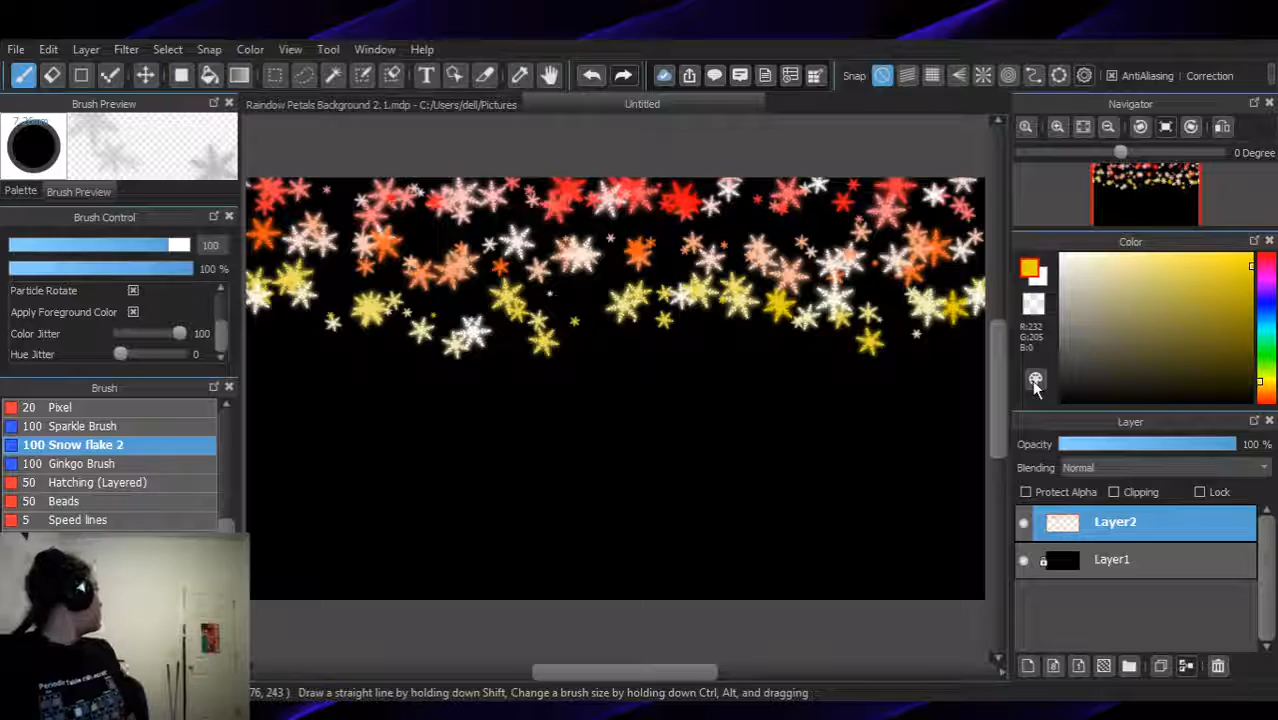 File Edit Layer Filter Select Snap Color View Tool Window Help
Snap AntiAliasing Correction
Brush Preview
Rainbow Petals Background 2. 1.mdp - C:/Users/dell/Pictures
Untitled
Navigator
0 Degree
Palette Brush Preview
Brush Control
100
100 %
Particle Rotate
Apply Foreground Color
Color Jitter 100
Hue Jitter 0
Brush
20 Pixel
100 Sparkle Brush
100 Snow flake 2
100 Ginkgo Brush
50 Hatching (Layered)
50 Beads
5 Speed lines
Color
R:232
G:205
B:0
Layer
Opacity 100 %
Blending Normal
Protect Alpha Clipping Lock
Layer2
Layer1
Periodic Table
76, 243 ) Draw a straight line by holding down Shift, Change a brush size by holding down Ctrl, Alt, and dragging